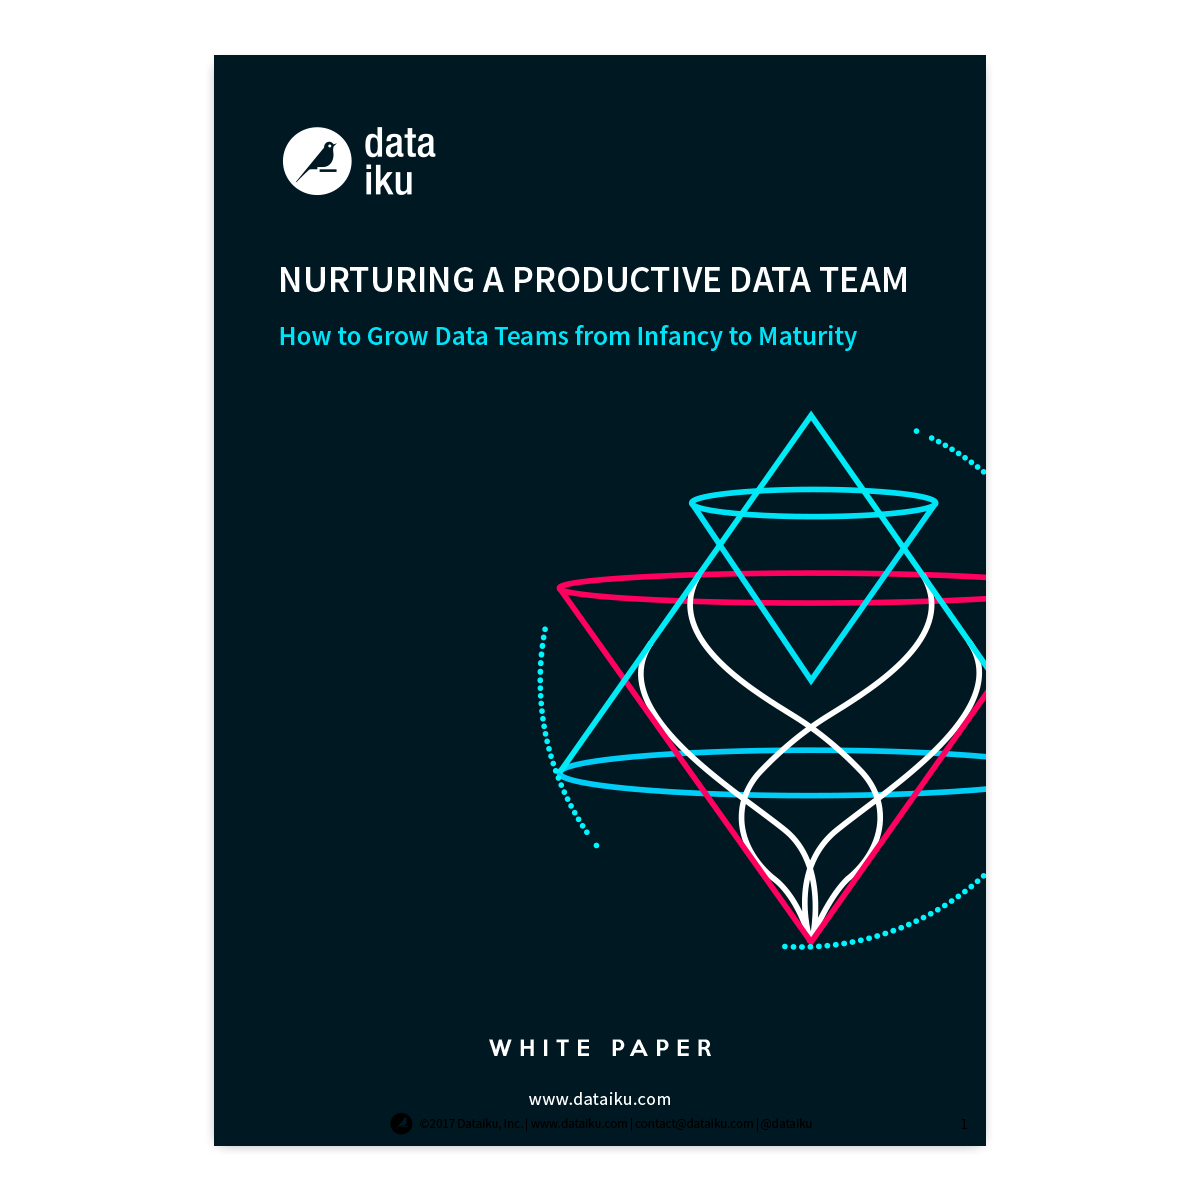 data
iku
NURTURING A PRODUCTIVE DATA TEAM
How to Grow Data Teams from Infancy to Maturity
WHITE PAPER
www.dataiku.com
©2017 Dataiku, Inc. | www.dataiku.com | contact@dataiku.com | @dataiku
1